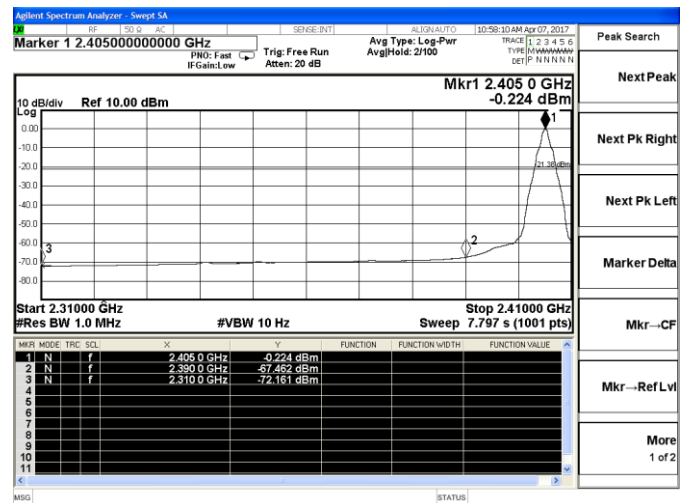 Agilent Spectrum Analyzer - Swept SA
RF 50 Ω AC SENSE:INT ALIGN AUTO 10:58:10 AM Apr 07, 2017
Marker 1 2.405000000000 GHz
PNO: Fast
IFGain:Low
Trig: Free Run
Atten: 20 dB
Avg Type: Log-Pwr
Avg|Hold: 2/100
TRACE 1 2 3 4 5 6
TYPE MWWWWW
DET P NNNNN
Mkr1 2.405 0 GHz
-0.224 dBm
10 dB/div Ref 10.00 dBm
Log
0.00
-10.0
-20.0
-30.0
-40.0
-50.0
-60.0
-70.0
-80.0
1
-21.38 dBm
2
3
Start 2.31000 GHz Stop 2.41000 GHz
#Res BW 1.0 MHz #VBW 10 Hz Sweep 7.797 s (1001 pts)
MKR MODE TRC SCL X Y FUNCTION FUNCTION WIDTH FUNCTION VALUE
1 N f 2.405 0 GHz -0.224 dBm
2 N f 2.390 0 GHz -67.462 dBm
3 N f 2.310 0 GHz -72.161 dBm
4
5
6
7
8
9
10
11
MSG STATUS
Peak Search
Next Peak
Next Pk Right
Next Pk Left
Marker Delta
Mkr→CF
Mkr→Ref Lvl
More
1 of 2